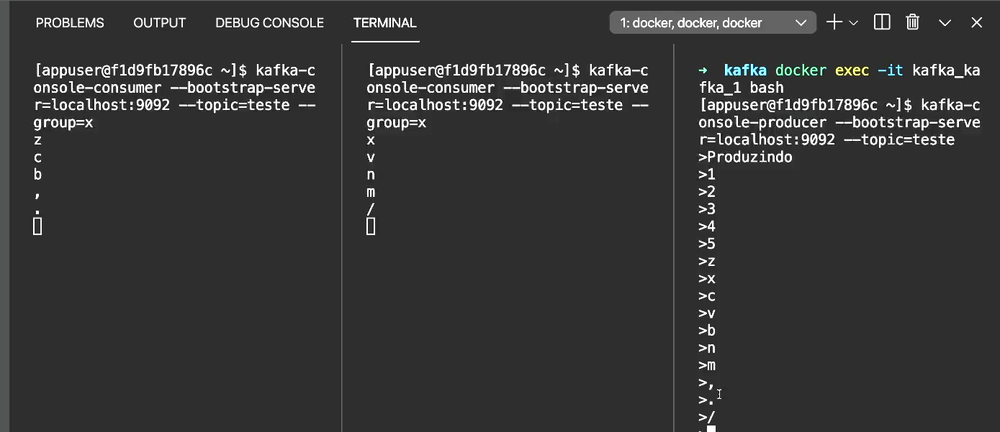 PROBLEMS OUTPUT DEBUG CONSOLE TERMINAL 1: docker, docker, docker
[appuser@f1d9fb17896c ~]$ kafka-c
onsole-consumer --bootstrap-serve
r=localhost:9092 --topic=teste --
group=x
z
c
b
,
.
[appuser@f1d9fb17896c ~]$ kafka-c
onsole-consumer --bootstrap-serve
r=localhost:9092 --topic=teste --
group=x
x
v
n
m
/
→ kafka docker exec -it kafka_ka
fka_1 bash
[appuser@f1d9fb17896c ~]$ kafka-c
onsole-producer --bootstrap-serve
r=localhost:9092 --topic=teste
>Produzindo
>1
>2
>3
>4
>5
>z
>x
>c
>v
>b
>n
>m
>,
>.
>/
>